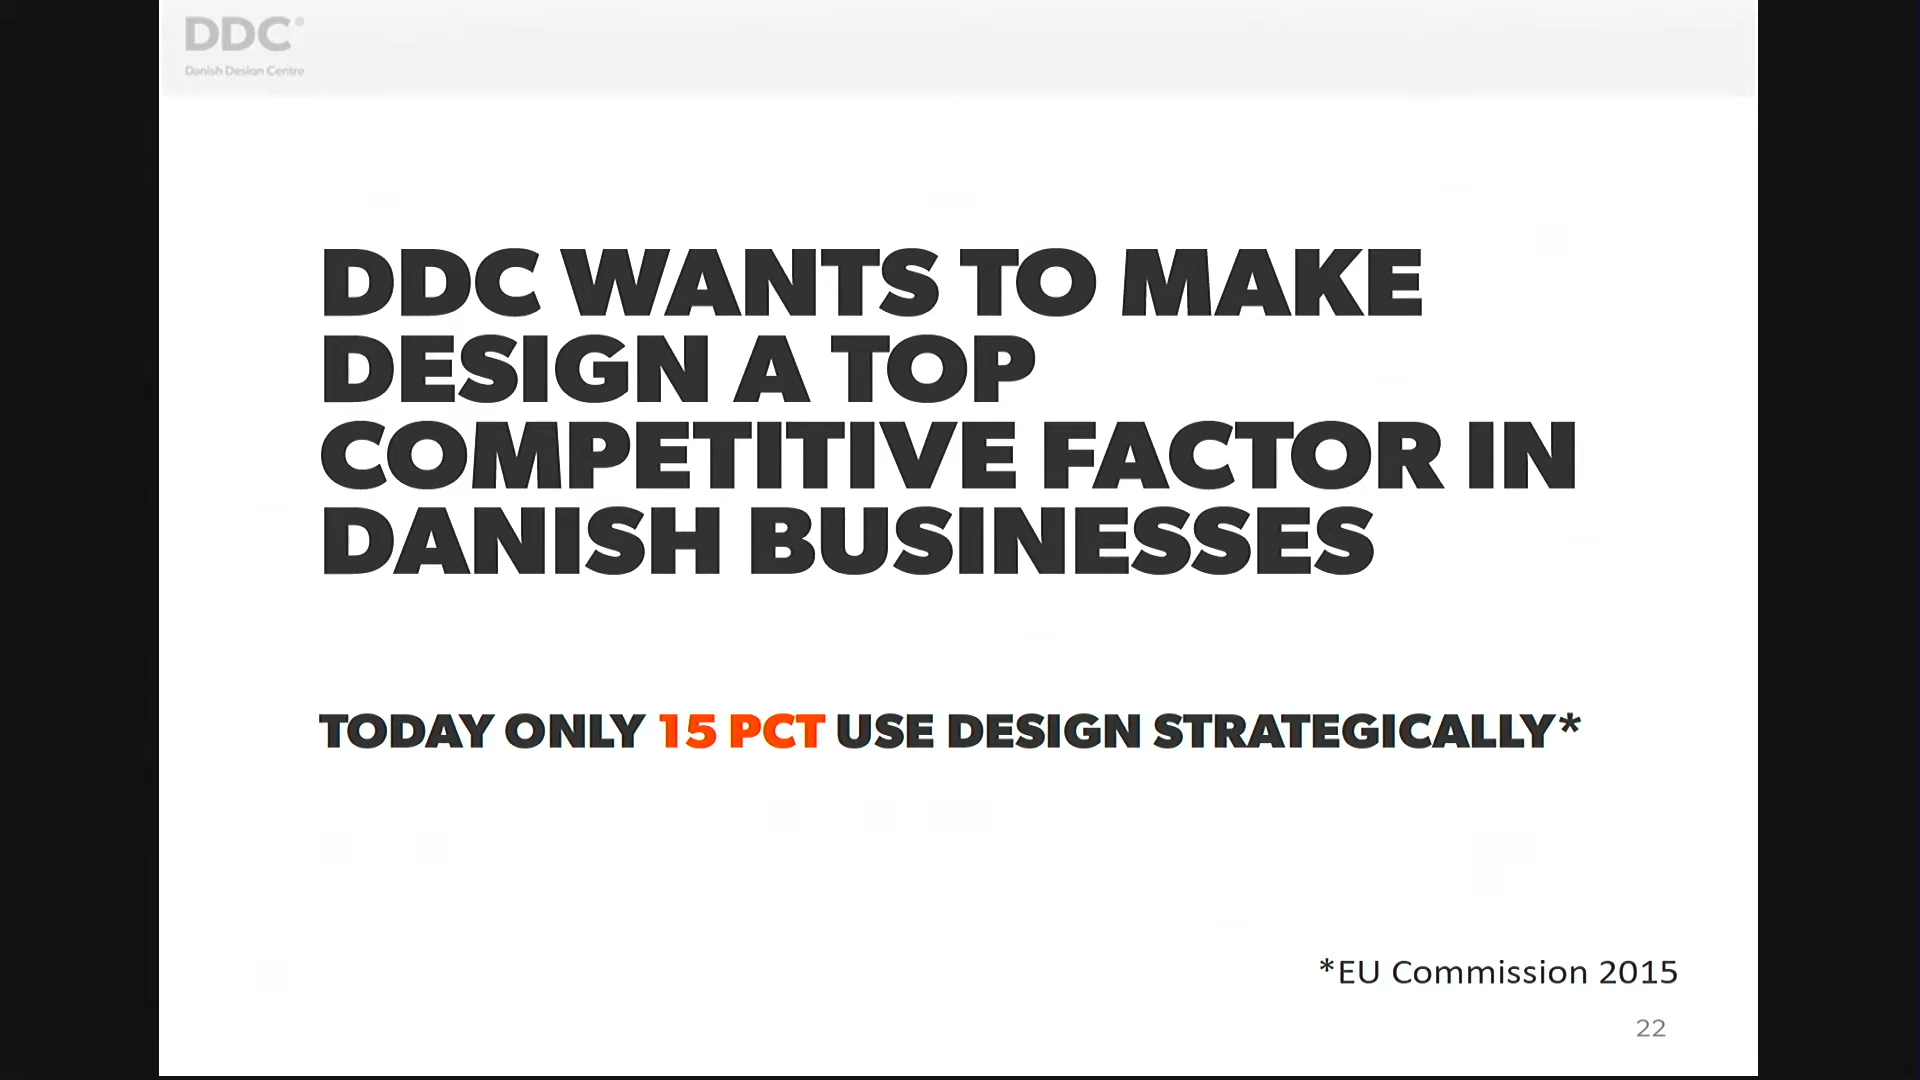 DDC®
Danish Design Centre
DDC WANTS TO MAKE
DESIGN A TOP
COMPETITIVE FACTOR IN
DANISH BUSINESSES
TODAY ONLY 15 PCT USE DESIGN STRATEGICALLY*
*EU Commission 2015
22